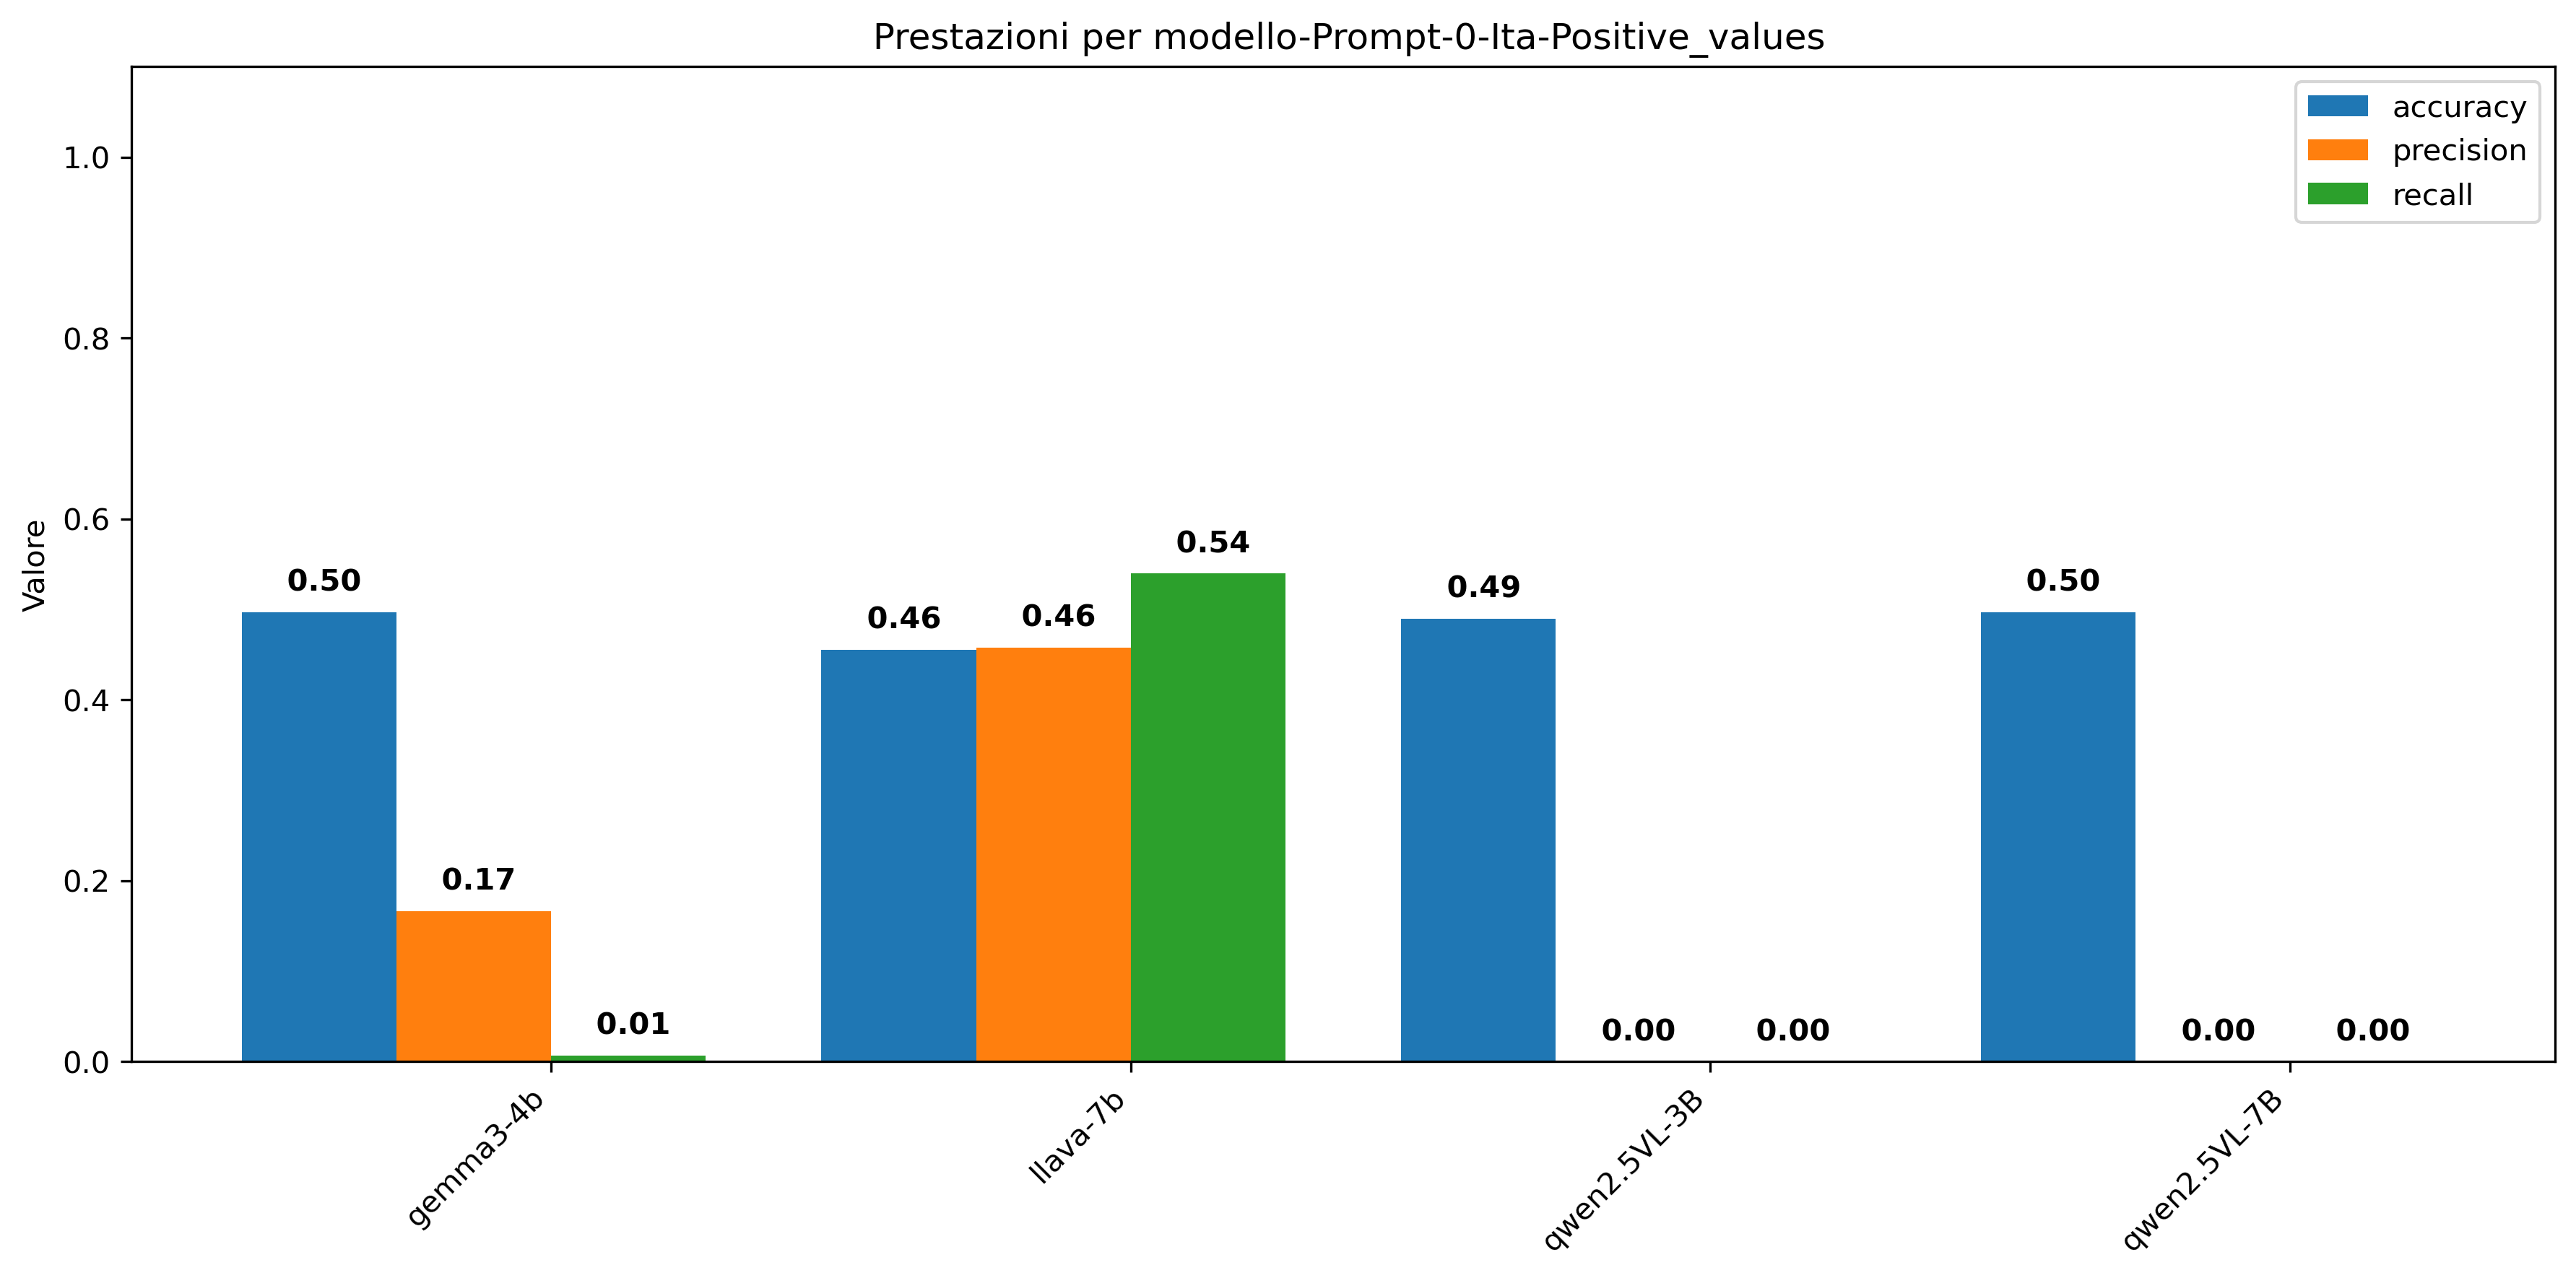 Prestazioni per modello-Prompt-0-Ita-Positive_values
accuracy
precision
recall
Valore
1.0
0.8
0.6
0.4
0.2
0.0
0.50
0.17
0.01
0.46
0.46
0.54
0.49
0.00
0.00
0.50
0.00
0.00
gemma3-4b
llava-7b
qwen2.5VL-3B
qwen2.5VL-7B